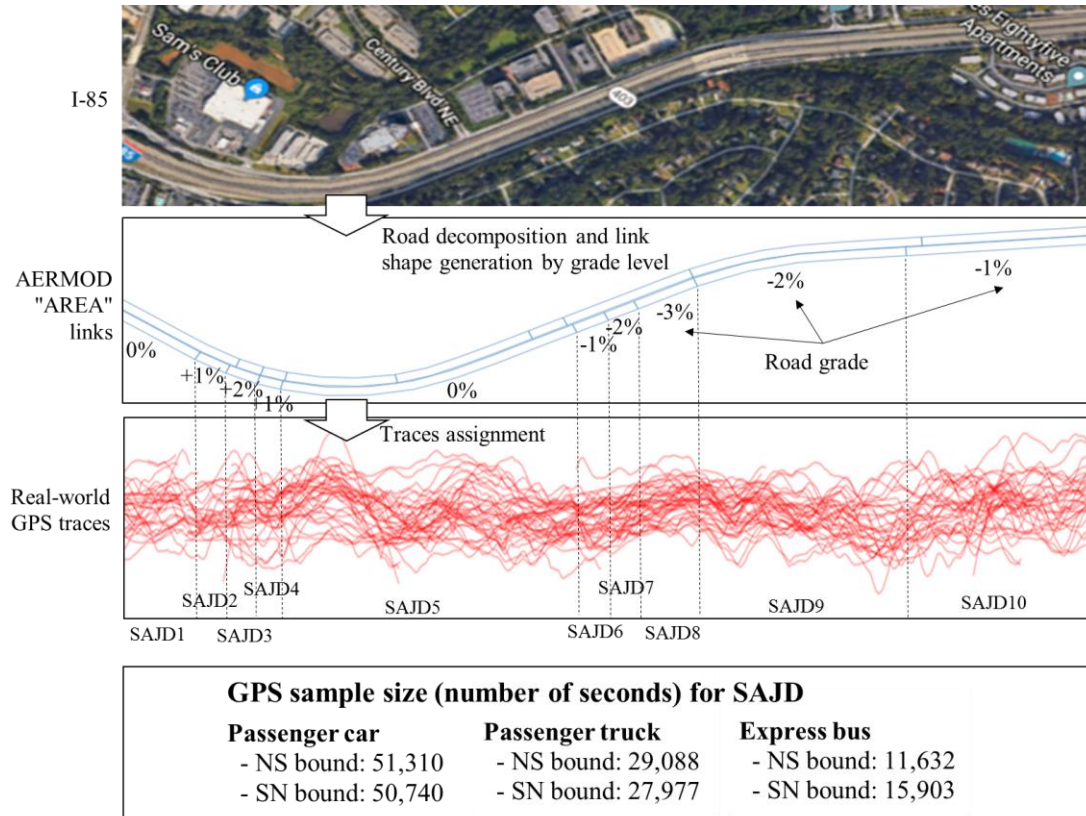 I-85
Sam's Club
Century Blvd NE
403
85
es-Eightyfive
Apartments
Road decomposition and link
shape generation by grade level
AERMOD
"AREA"
links
0%
+1%
+2%
+1%
0%
-1%
-2%
-3%
-2%
-1%
Road grade
Traces assignment
Real-world
GPS traces
SAJD1
SAJD2
SAJD3
SAJD4
SAJD5
SAJD6
SAJD7
SAJD8
SAJD9
SAJD10
GPS sample size (number of seconds) for SAJD
Passenger car
- NS bound: 51,310
- SN bound: 50,740
Passenger truck
- NS bound: 29,088
- SN bound: 27,977
Express bus
- NS bound: 11,632
- SN bound: 15,903